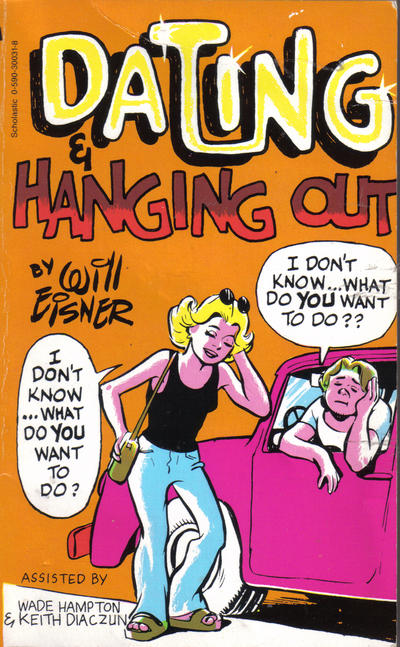 Scholastic 0-590-30031-8
DATING
&
HANGING OUT
BY Will
EISNER
I DON'T
KNOW...WHAT
DO YOU WANT
TO DO??
I
DON'T
KNOW
...WHAT
DO YOU
WANT
TO
DO?
ASSISTED BY
WADE HAMPTON
& KEITH DIACZUN